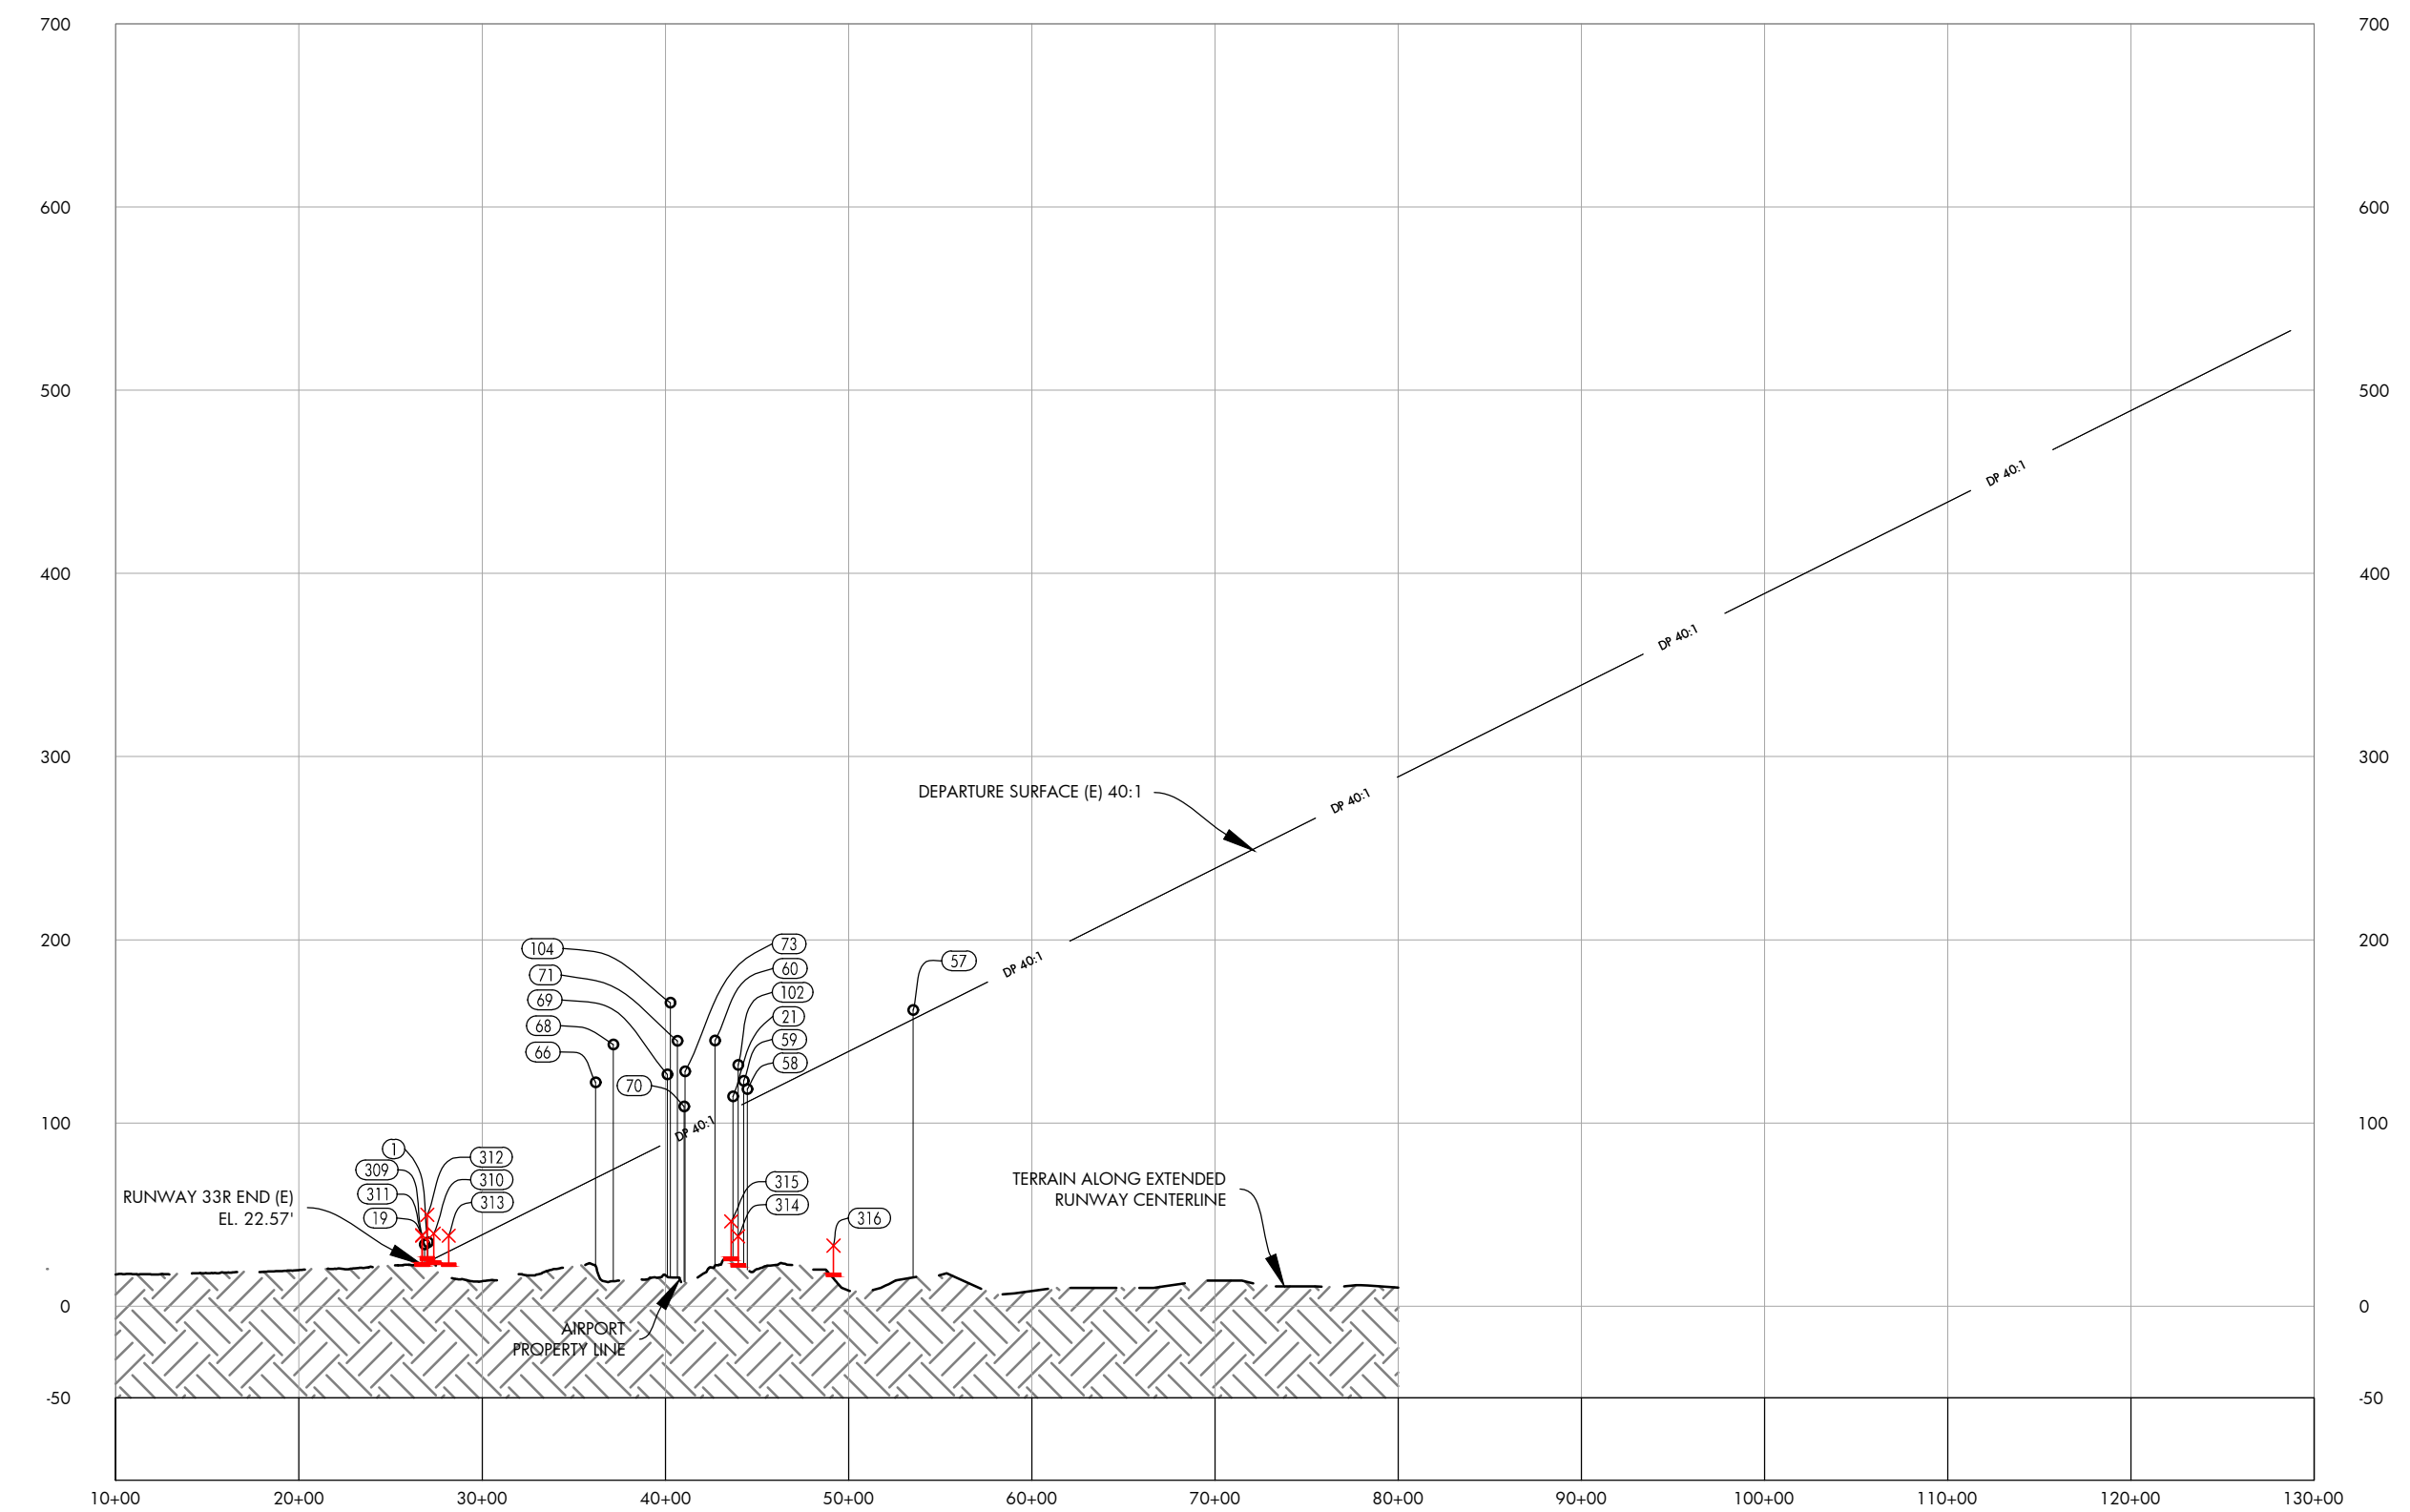 700 700
600 600
500 500
DP 40:1
400 400
DP 40:1
300 300
DEPARTURE SURFACE (E) 40:1
DP 40:1
200 200
104 73
57
DP 40:1
71 60
69 102
68 21
66 59
58
70
100 100
DP 40:1
1 312
309 310
TERRAIN ALONG EXTENDED
RUNWAY CENTERLINE
315
311 313
314
RUNWAY 33R END (E)
EL. 22.57'
19
316
0 0
AIRPORT
PROPERTY LINE
-50 -50
10+00 20+00 30+00 40+00 50+00 60+00 70+00 80+00 90+00 100+00 110+00 120+00 130+00